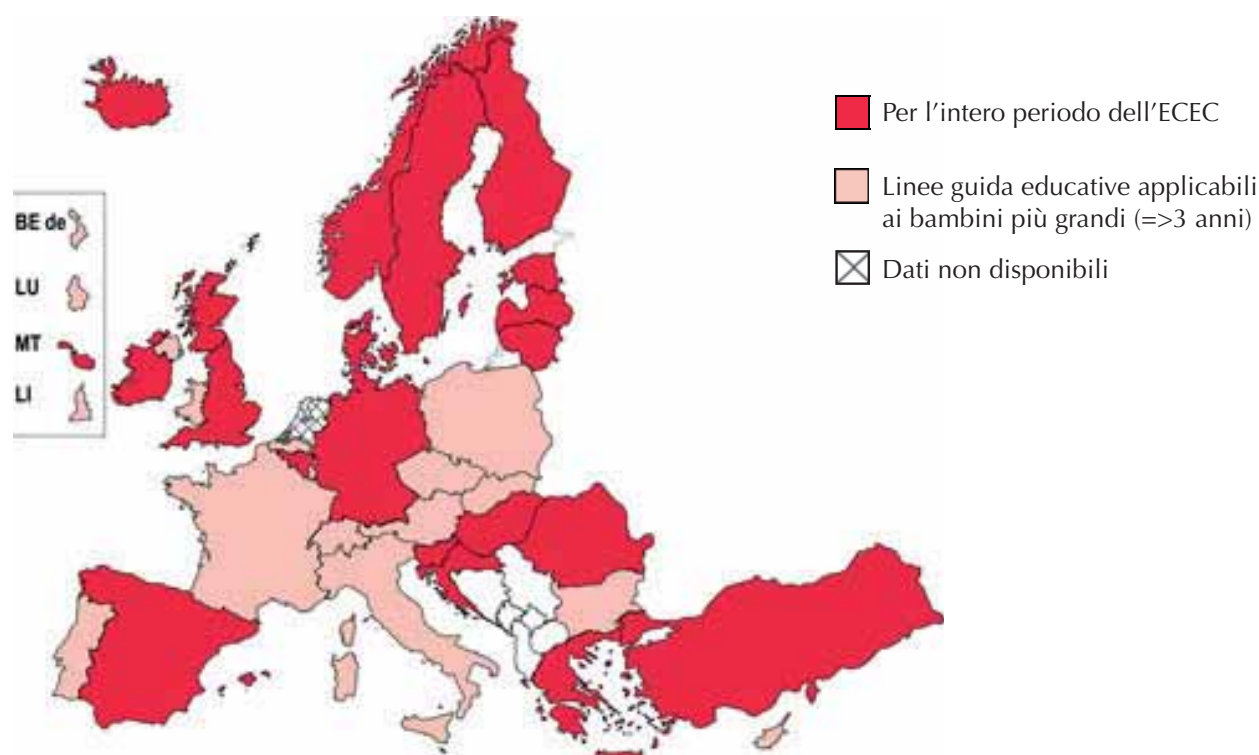 Per l’intero periodo dell’ECEC
Linee guida educative applicabili
ai bambini più grandi (=>3 anni)
Dati non disponibili
BE de
LU
MT
LI